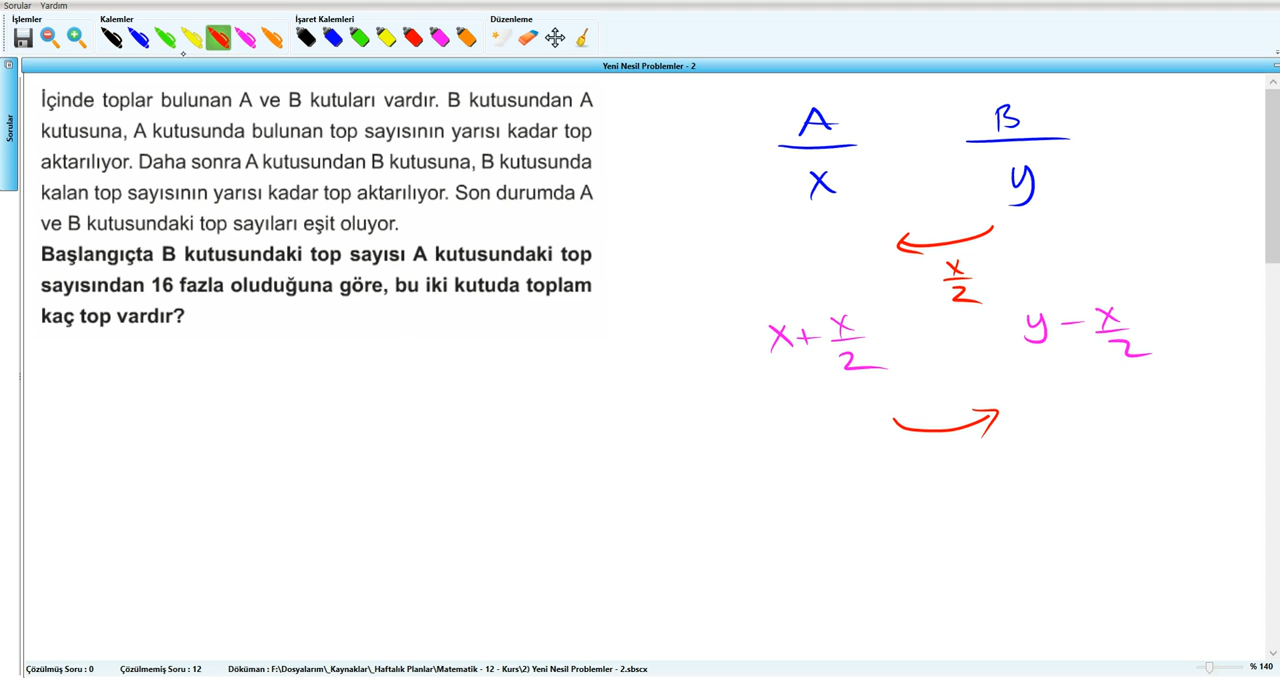 Sorular Yardım
İşlemler Kalemler İşaret Kalemleri Düzenleme
Yeni Nesil Problemler - 2
Sorular
İçinde toplar bulunan A ve B kutuları vardır. B kutusundan A
kutusuna, A kutusunda bulunan top sayısının yarısı kadar top
aktarılıyor. Daha sonra A kutusundan B kutusuna, B kutusunda
kalan top sayısının yarısı kadar top aktarılıyor. Son durumda A
ve B kutusundaki top sayıları eşit oluyor.
Başlangıçta B kutusundaki top sayısı A kutusundaki top
sayısından 16 fazla oluduğuna göre, bu iki kutuda toplam
kaç top vardır?
A B
x y
x/2
x + x/2 y - x/2
Çözülmüş Soru : 0 Çözülmemiş Soru : 12 Döküman : F:\Dosyalarım\_Kaynaklar\_Haftalık Planlar\Matematik - 12 - Kurs\2) Yeni Nesil Problemler - 2.sbscx % 140